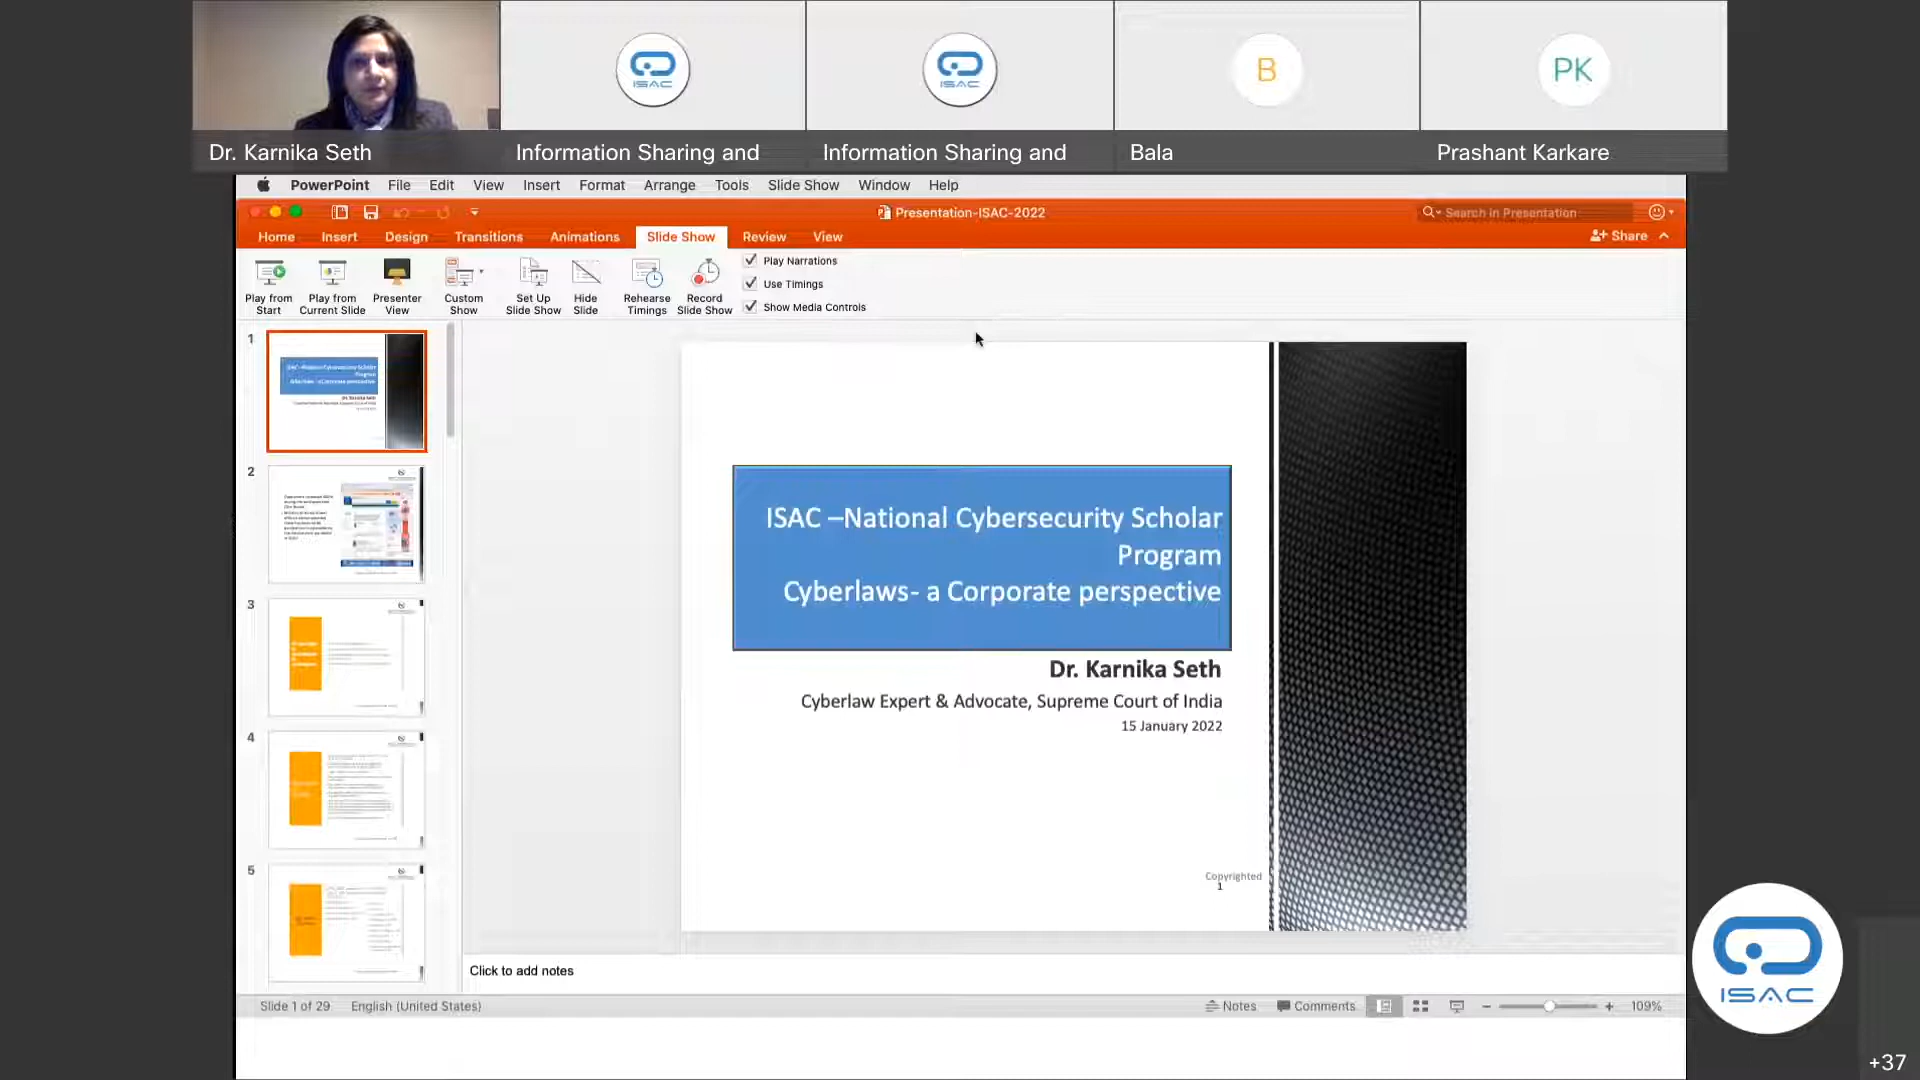 ISAC
ISAC
B
PK
Dr. Karnika Seth
Information Sharing and
Information Sharing and
Bala
Prashant Karkare
PowerPoint File Edit View Insert Format Arrange Tools Slide Show Window Help
Presentation-ISAC-2022
Search in Presentation
Home Insert Design Transitions Animations Slide Show Review View
Share
Play from Start
Play from Current Slide
Presenter View
Custom Show
Set Up Slide Show
Hide Slide
Rehearse Timings
Record Slide Show
Play Narrations
Use Timings
Show Media Controls
1
2
3
4
5
ISAC –National Cybersecurity Scholar
Program
Cyberlaws- a Corporate perspective
Dr. Karnika Seth
Cyberlaw Expert & Advocate, Supreme Court of India
15 January 2022
Copyrighted
1
Click to add notes
Slide 1 of 29 English (United States)
Notes Comments 109%
ISAC
+37